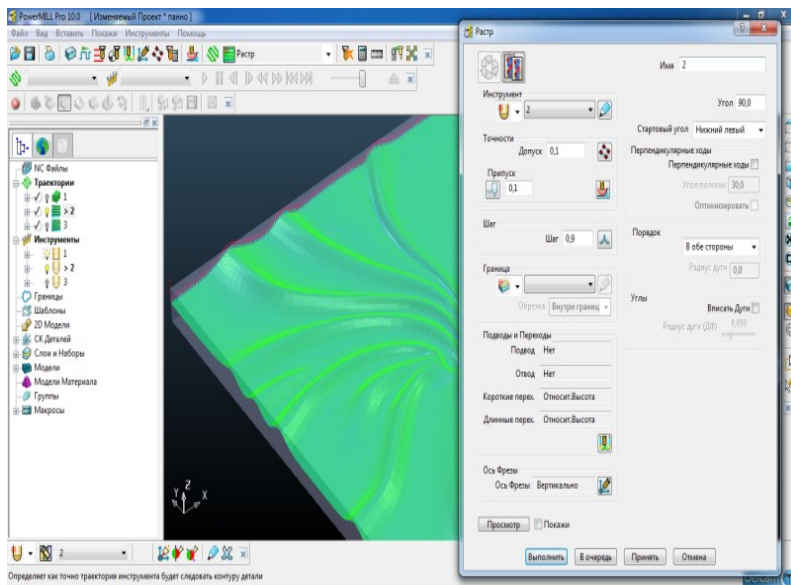 PowerMILL Pro 10.0 [ Изменяемый Проект * панно ]
Файл Вид Вставить Покажи Инструменты Помощь
Растр
NC Файлы
Траектории
1
> 2
3
Инструменты
1
> 2
3
Границы
Шаблоны
2D Модели
СК Деталей
Слои и Наборы
Модели
Модели Материала
Группы
Макросы
Z
Y
X
2
Определяет как точно траектория инструмента будет следовать контуру детали
Растр
Имя 2
Инструмент
2
Угол 90,0
Стартовый угол Нижний левый
Точности
Допуск 0,1
Перпендикулярные ходы
Перпендикулярные ходы
Припуск
0,1
Угол пологих 30,0
Оптимизировать
Шаг
Шаг 0,9
Порядок
В обе стороны
Радиус дуги 0,0
Граница
Обрезка Внутри границ
Углы
Вписать Дуги
Радиус дуги (ДФ) 0,050
Подводы и Переходы
Подвод Нет
Отвод Нет
Короткие перех. Относит.Высота
Длинные перех. Относит.Высота
Ось Фрезы
Ось Фрезы Вертикально
Просмотр Покажи
Выполнить В очередь Принять Отмена
Delcam